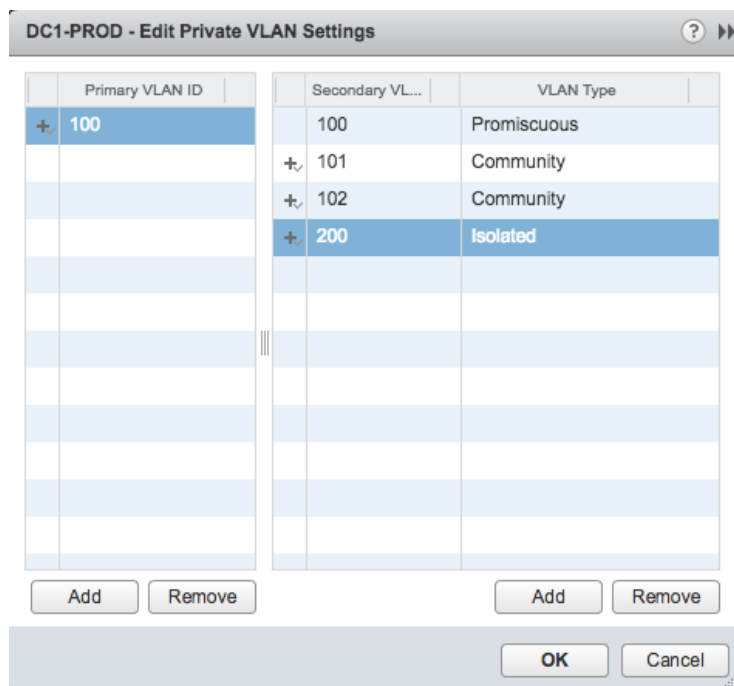 DC1-PROD - Edit Private VLAN Settings
Primary VLAN ID
100
Secondary VL... VLAN Type
100 Promiscuous
101 Community
102 Community
200 Isolated
Add Remove
Add Remove
OK Cancel